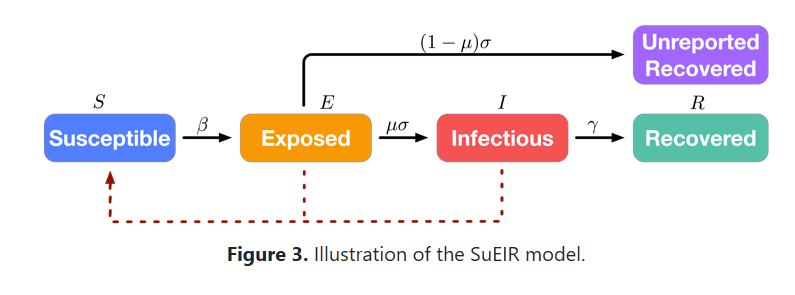 (1 − μ)σ
Unreported
Recovered
S
E
I
R
Susceptible
β
Exposed
μσ
Infectious
γ
Recovered
Figure 3. Illustration of the SuEIR model.